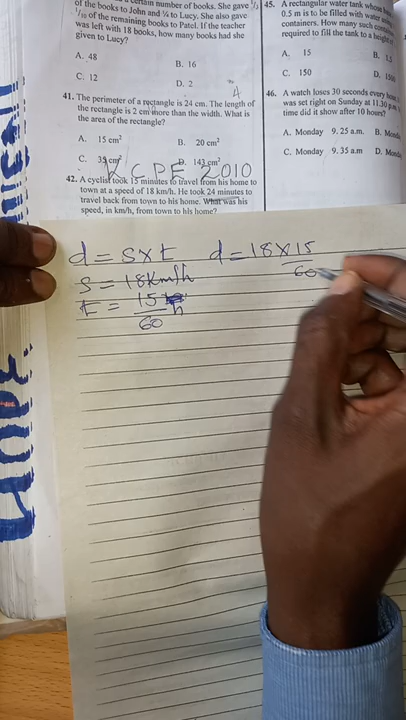 of the books to John and ¼ to Lucy. She also gave
1/10 of the remaining books to Patel. If the teacher
was left with 18 books, how many books had she
given to Lucy?
A. 48
B. 16
C. 12
D. 2
4
41. The perimeter of a rectangle is 24 cm. The length of
the rectangle is 2 cm more than the width. What is
the area of the rectangle?
A. 15 cm²
B. 20 cm²
C. 35 cm²
D. 143 cm²
KCPE 2010
42. A cyclist took 15 minutes to travel from his home to
town at a speed of 18 km/h. He took 24 minutes to
travel back from town to his home. What was his
speed, in km/h, from town to his home?
45. A rectangular water tank whose
0.5 m is to be filled with water
containers. How many such
required to fill the tank to a
A. 15
B.
C. 150
D.
46. A watch loses 30 seconds every
was set right on Sunday at 11.30 p.m.
time did it show after 10 hours?
A. Monday 9.25 a.m.
B.
C. Monday 9.35 a.m
D.
d = s x t
d = 18 x 15
60
s = 18 km/h
t = 15 h
60